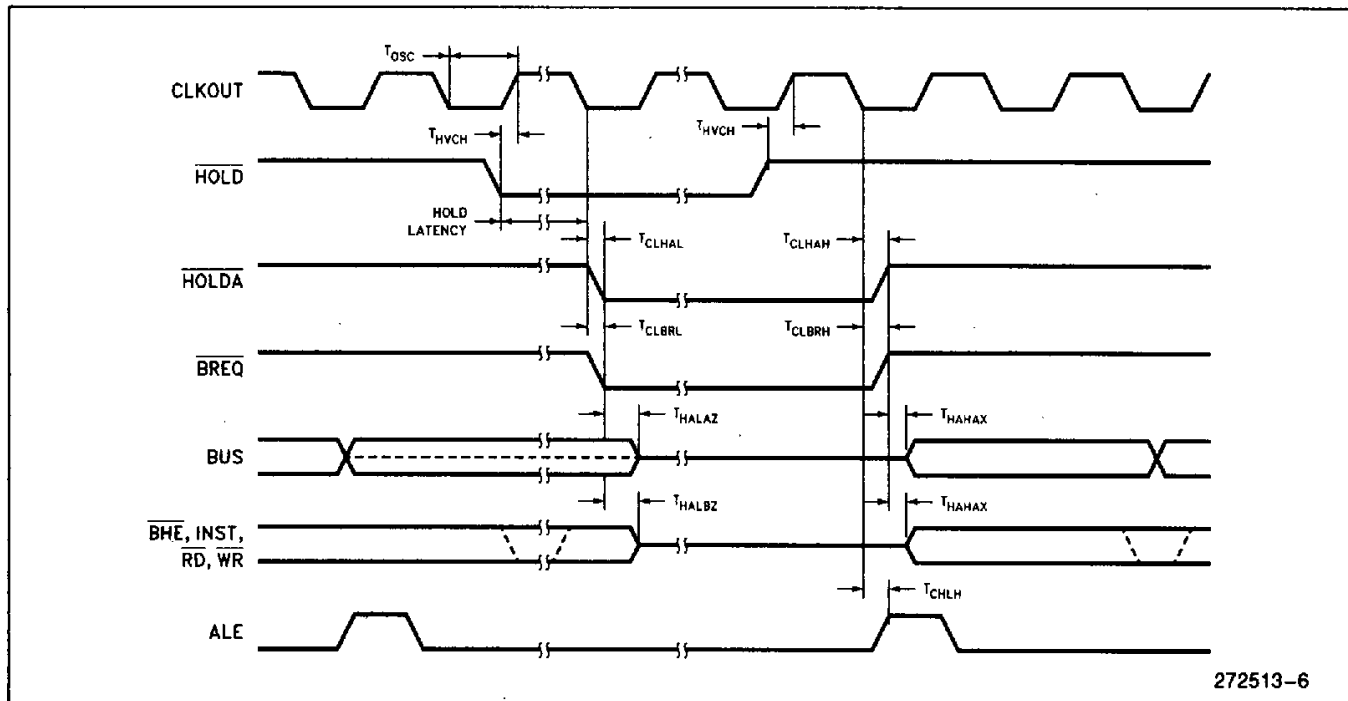 T_OSC
CLKOUT
T_HVCH
T_HVCH
HOLD
HOLD
LATENCY
T_CLHAL
T_CLHAH
HOLDA
T_CLBRL
T_CLBRH
BREQ
T_HALAZ
T_HAHAX
BUS
T_HALBZ
T_HAHAX
BHE, INST,
RD, WR
T_CHLH
ALE
272513-6